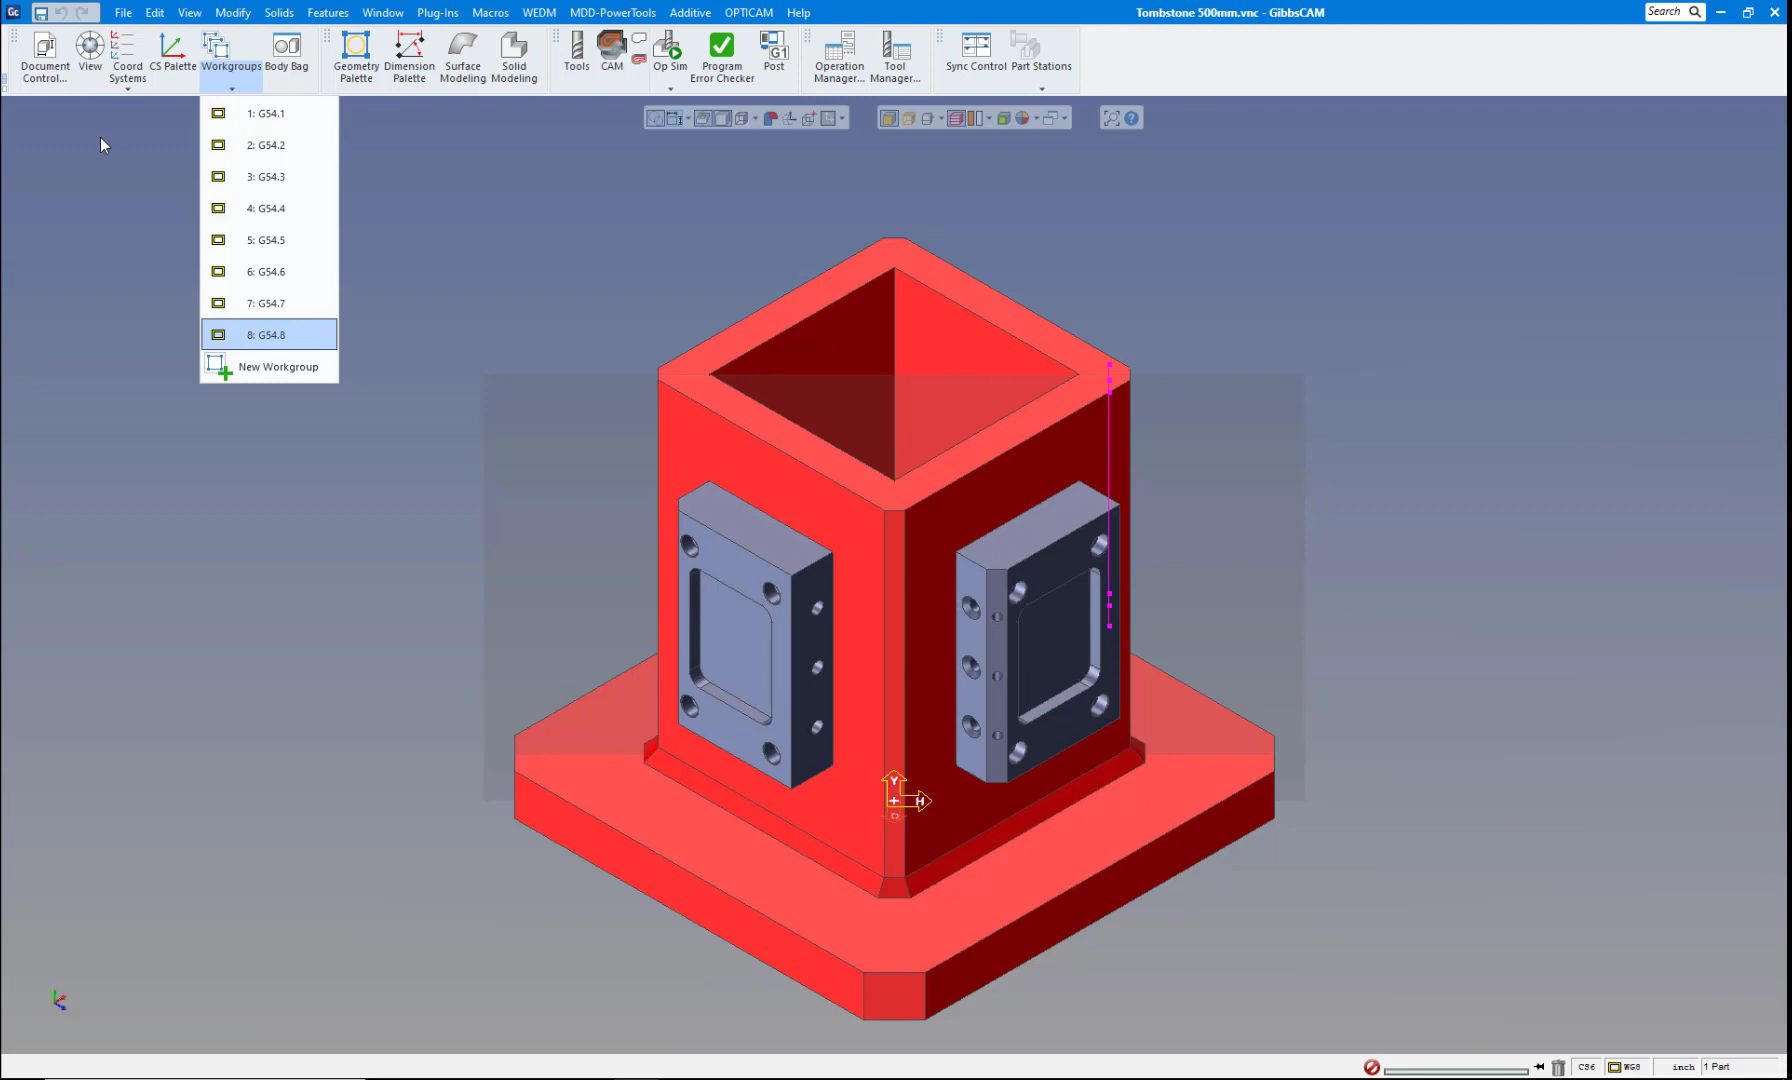 Gc File Edit View Modify Solids Features Window Plug-Ins Macros WEDM MDD-PowerTools Additive OPTICAM Help Tombstone 500mm.vnc - GibbsCAM Search
Document Control... View Coord Systems CS Palette Workgroups Body Bag Geometry Palette Dimension Palette Surface Modeling Solid Modeling Tools CAM Op Sim Program Error Checker G1 Post Operation Manager... Tool Manager... Sync Control Part Stations
1: G54.1
2: G54.2
3: G54.3
4: G54.4
5: G54.5
6: G54.6
7: G54.7
8: G54.8
New Workgroup
Y
H
CS6 WG8 inch 1 Part